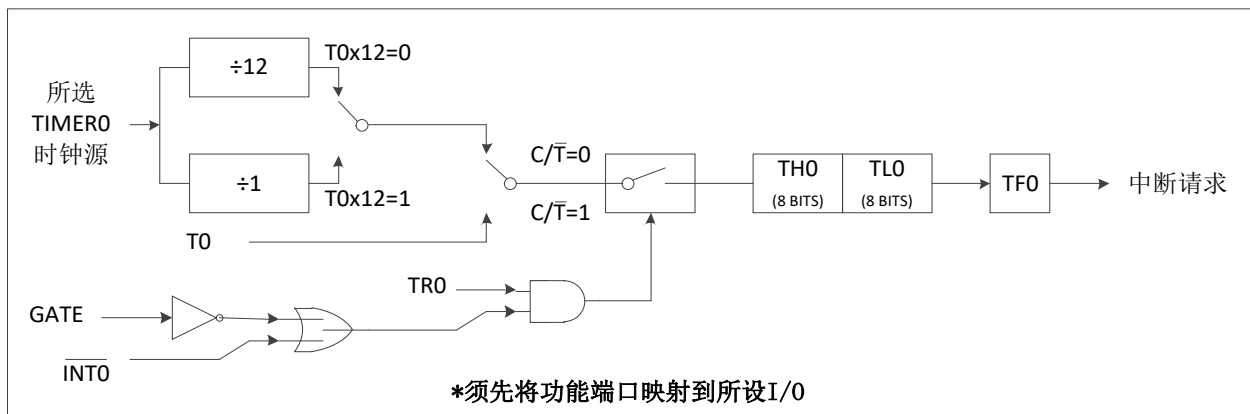 ÷12
T0x12=0
所选
TIMER0
时钟源
÷1
T0x12=1
T0
C/T̅=0
C/T̅=1
TH0
(8 BITS)
TL0
(8 BITS)
TF0
中断请求
TR0
GATE
I̅N̅T̅0̅
*须先将功能端口映射到所设I/0